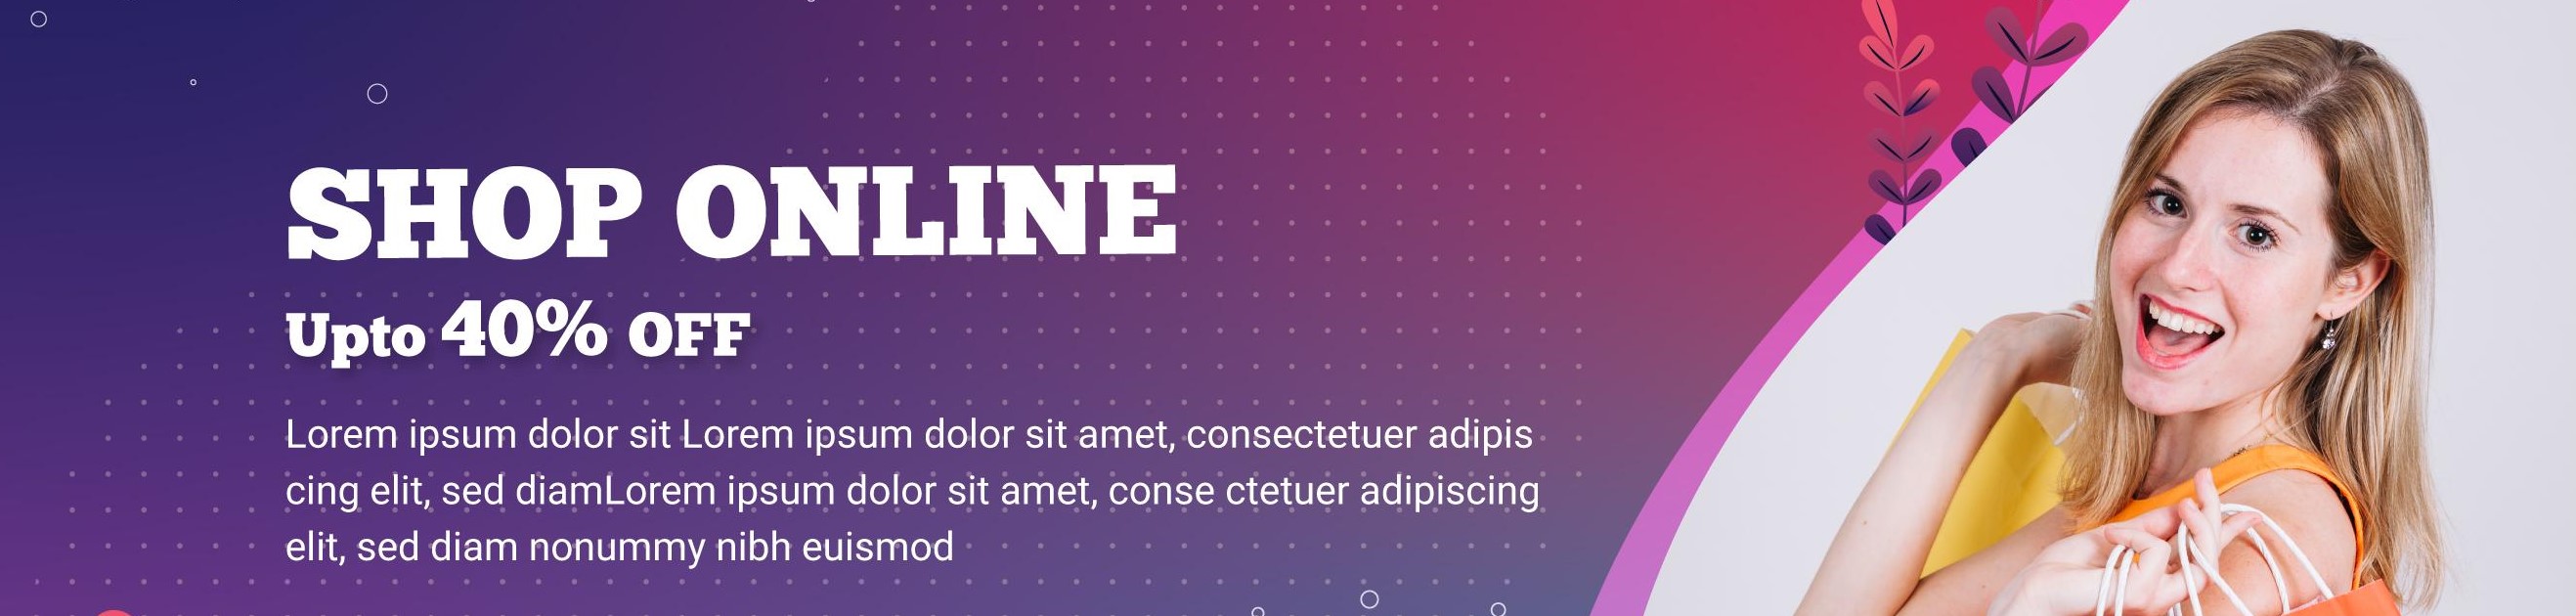 SHOP ONLINE
Upto 40% OFF
Lorem ipsum dolor sit Lorem ipsum dolor sit amet, consectetuer adipis
cing elit, sed diamLorem ipsum dolor sit amet, conse ctetuer adipiscing
elit, sed diam nonummy nibh euismod